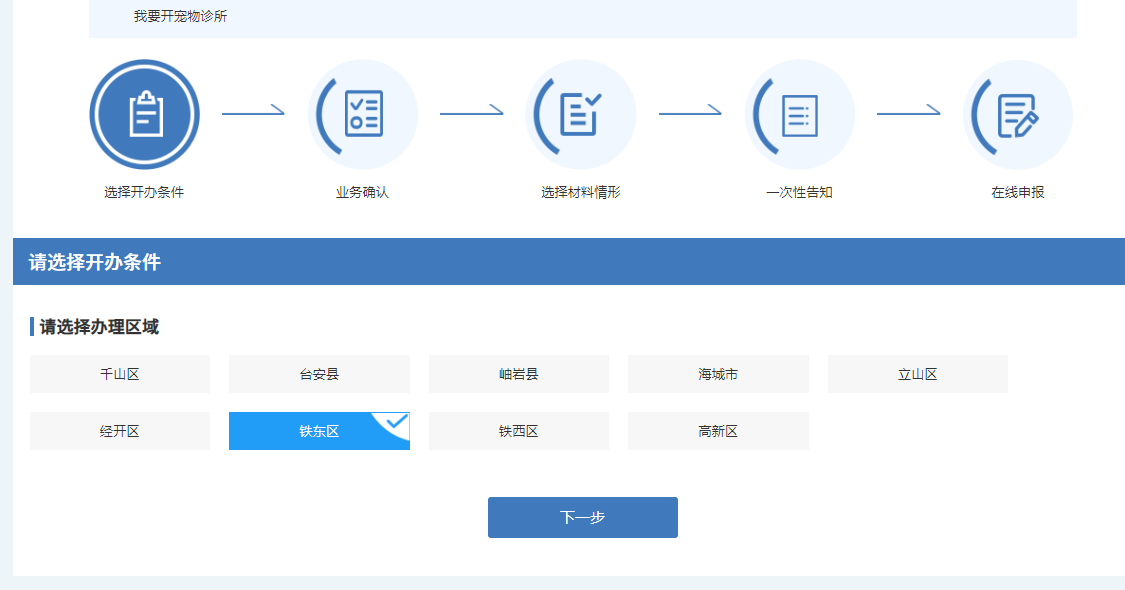 我要开宠物诊所
选择开办条件
业务确认
选择材料情形
一次性告知
在线申报
请选择开办条件
请选择办理区域
千山区
台安县
岫岩县
海城市
立山区
经开区
铁东区
铁西区
高新区
下一步